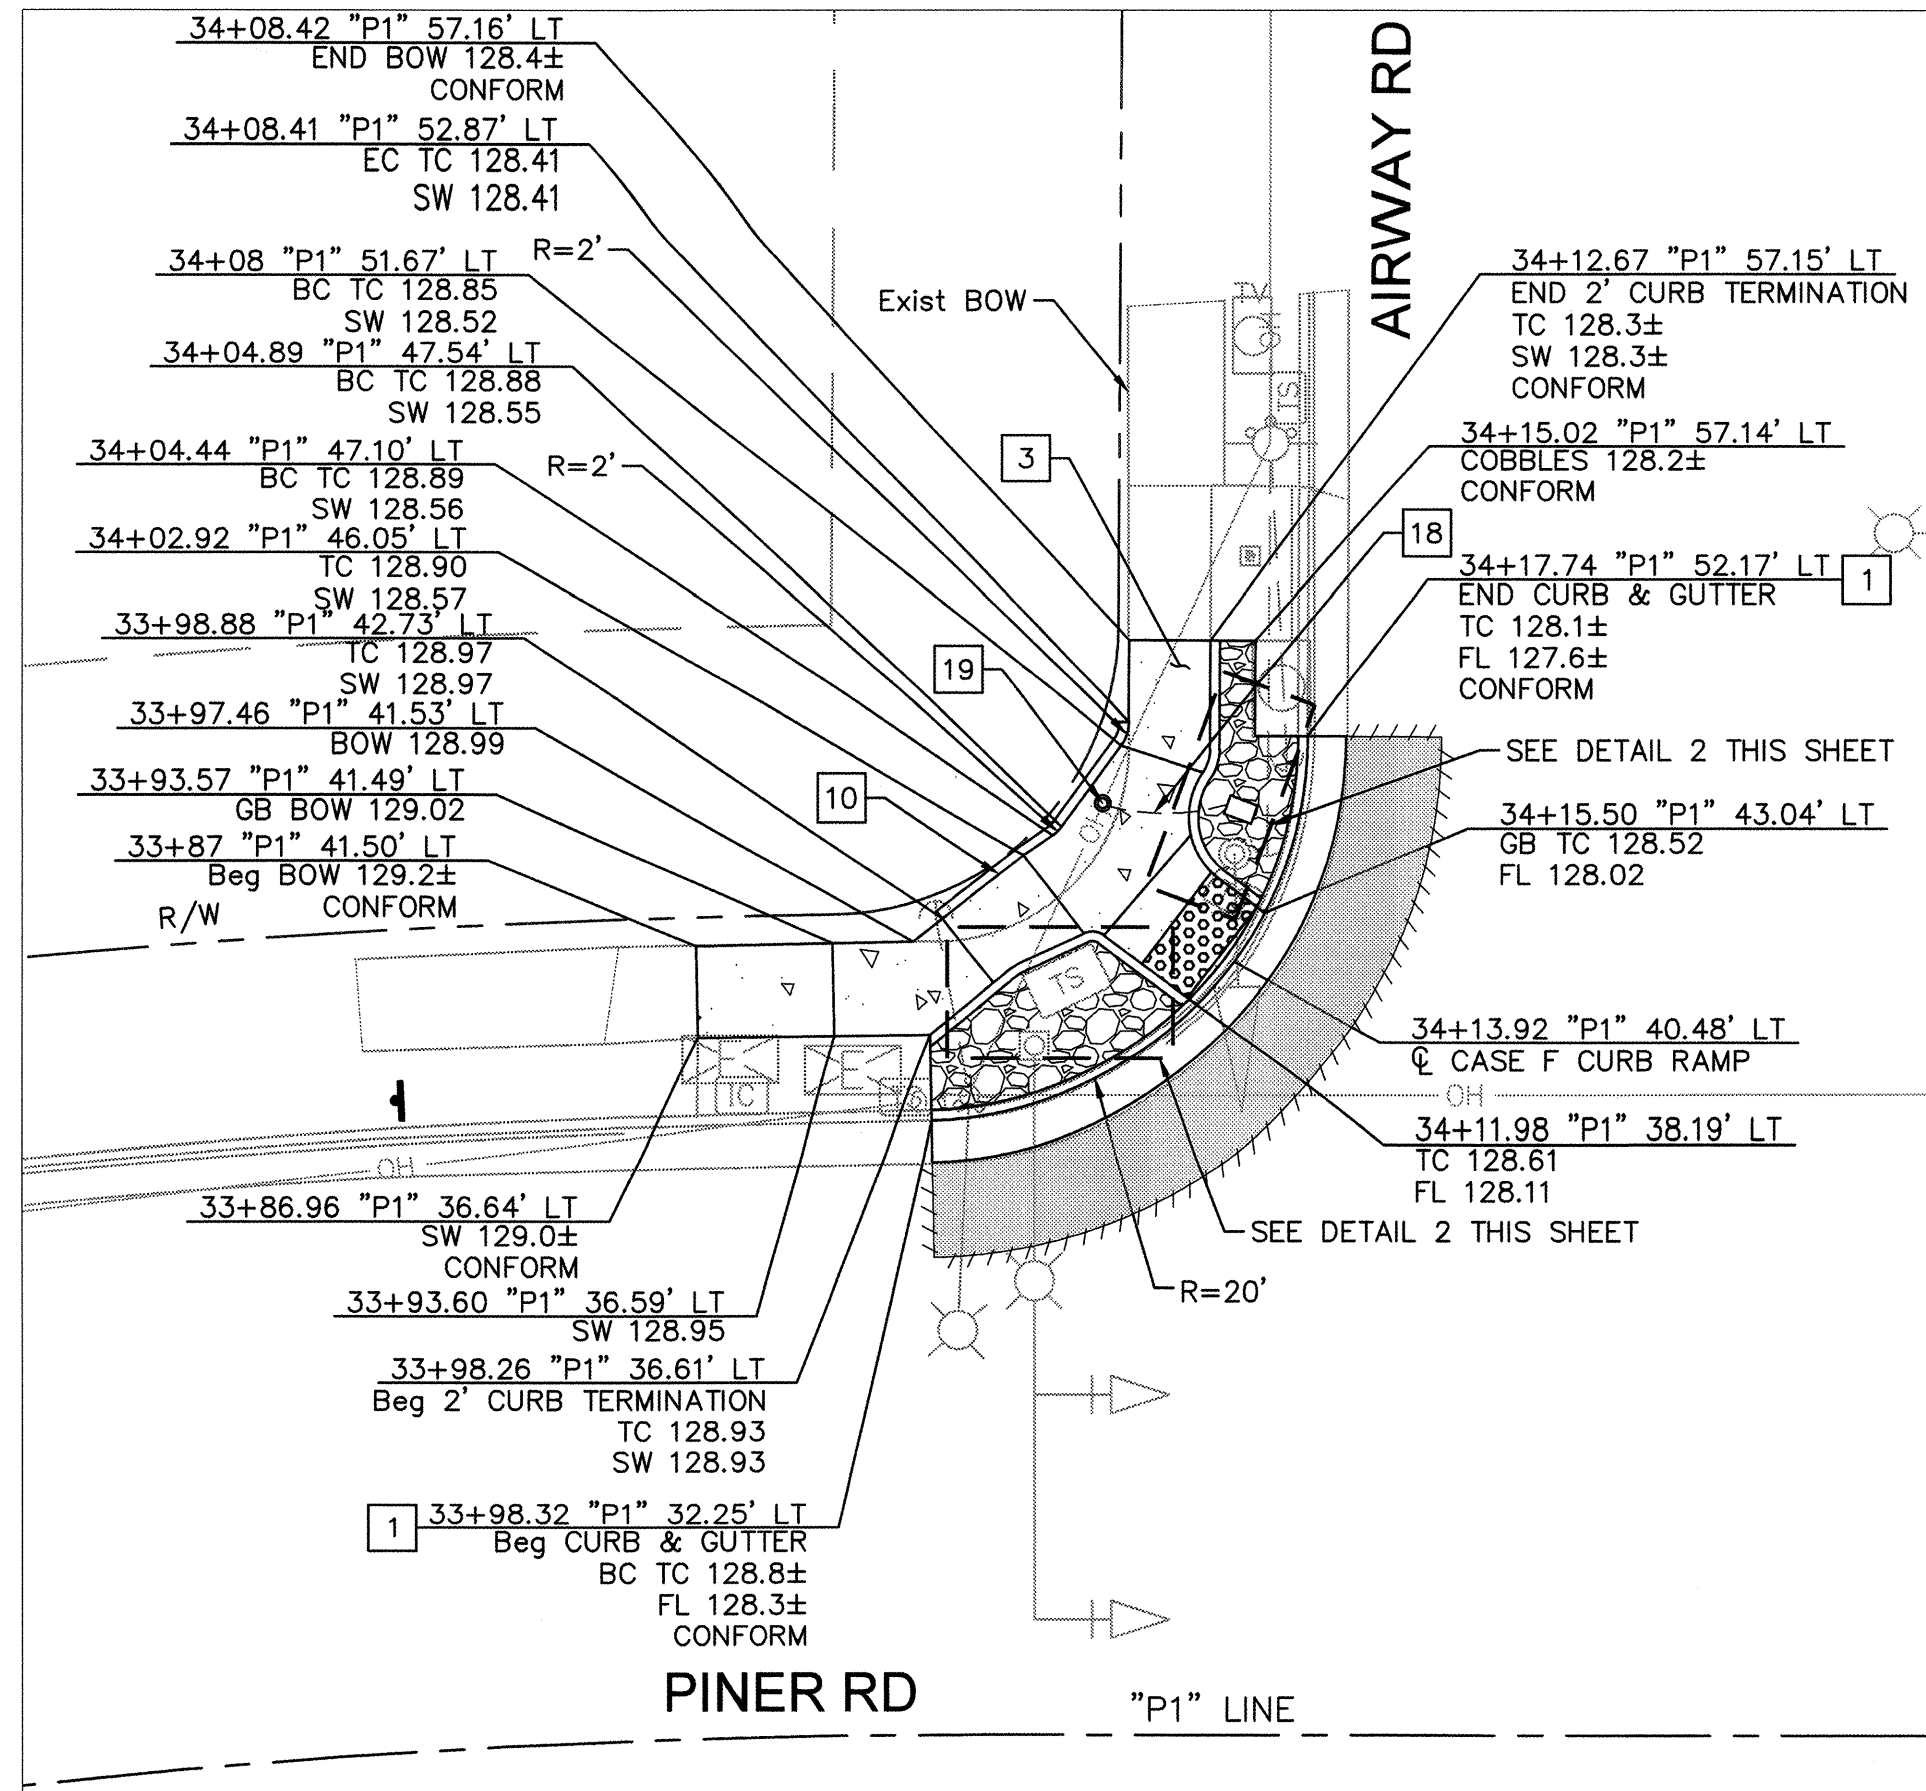 34+08.42 "P1" 57.16' LT
END BOW 128.4±
CONFORM
34+08.41 "P1" 52.87' LT
EC TC 128.41
SW 128.41
R=2'
34+08 "P1" 51.67' LT
BC TC 128.85
SW 128.52
34+04.89 "P1" 47.54' LT
BC TC 128.88
SW 128.55
34+04.44 "P1" 47.10' LT
R=2'
BC TC 128.89
SW 128.56
34+02.92 "P1" 46.05' LT
TC 128.90
SW 128.57
33+98.88 "P1" 42.73' LT
TC 128.97
SW 128.97
33+97.46 "P1" 41.53' LT
BOW 128.99
33+93.57 "P1" 41.49' LT
GB BOW 129.02
33+87 "P1" 41.50' LT
Beg BOW 129.2±
CONFORM
R/W
33+86.96 "P1" 36.64' LT
SW 129.0±
CONFORM
33+93.60 "P1" 36.59' LT
SW 128.95
33+98.26 "P1" 36.61' LT
Beg 2' CURB TERMINATION
TC 128.93
SW 128.93
1
33+98.32 "P1" 32.25' LT
Beg CURB & GUTTER
BC TC 128.8±
FL 128.3±
CONFORM
Exist BOW
3
19
10
18
AIRWAY RD
34+12.67 "P1" 57.15' LT
END 2' CURB TERMINATION
TC 128.3±
SW 128.3±
CONFORM
34+15.02 "P1" 57.14' LT
COBBLES 128.2±
CONFORM
34+17.74 "P1" 52.17' LT
1
END CURB & GUTTER
TC 128.1±
FL 127.6±
CONFORM
SEE DETAIL 2 THIS SHEET
34+15.50 "P1" 43.04' LT
GB TC 128.52
FL 128.02
34+13.92 "P1" 40.48' LT
℄ CASE F CURB RAMP
34+11.98 "P1" 38.19' LT
TC 128.61
FL 128.11
SEE DETAIL 2 THIS SHEET
R=20'
TV
TS
OH
TS
E
E
TC
OH
OH
PINER RD
"P1" LINE